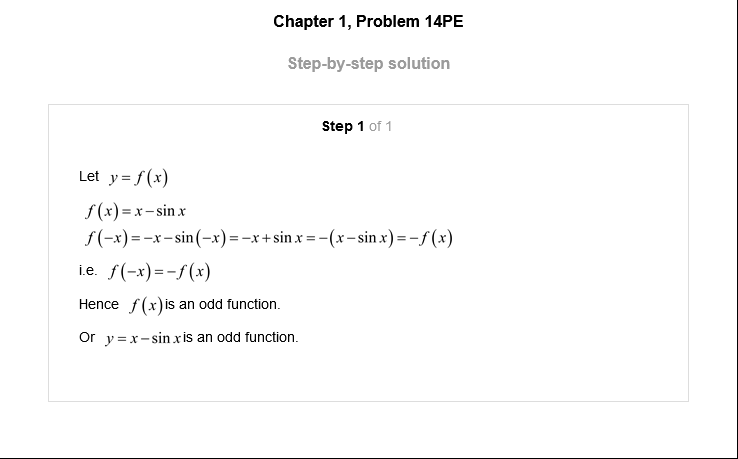 Chapter 1, Problem 14PE
Step-by-step solution
Step 1 of 1
Let y = f(x)
f(x) = x − sin x
f(−x) = −x − sin(−x) = −x + sin x = −(x − sin x) = −f(x)
i.e. f(−x) = −f(x)
Hence f(x) is an odd function.
Or y = x − sin x is an odd function.